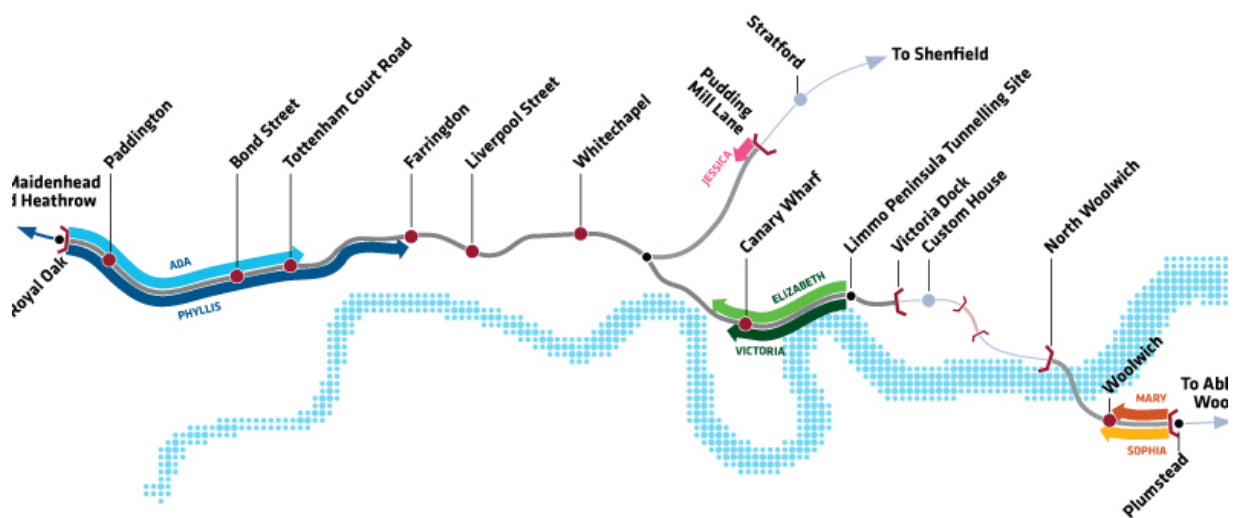 Maidenhead
d Heathrow
Royal Oak
Paddington
Bond Street
Tottenham Court Road
Farringdon
Liverpool Street
Whitechapel
Pudding
Mill Lane
Stratford
To Shenfield
Canary Wharf
Limmo Peninsula Tunnelling Site
Victoria Dock
Custom House
North Woolwich
Woolwich
To Abb
Woo
Plumstead
ADA
PHYLLIS
JESSICA
ELIZABETH
VICTORIA
MARY
SOPHIA